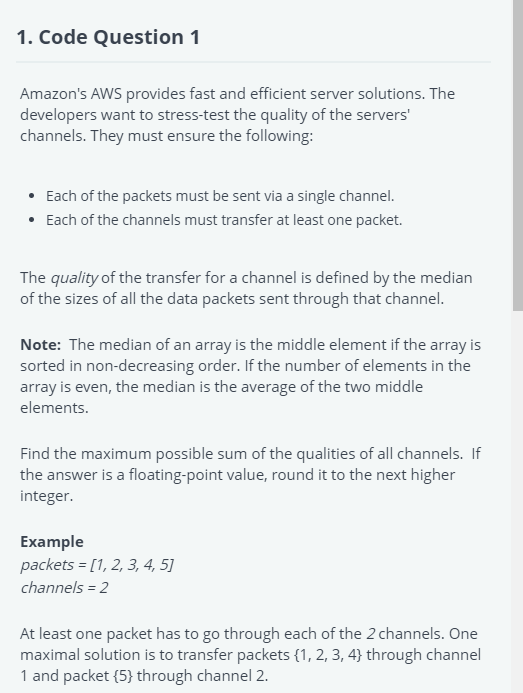 1. Code Question 1
Amazon's AWS provides fast and efficient server solutions. The
developers want to stress-test the quality of the servers'
channels. They must ensure the following:
• Each of the packets must be sent via a single channel.
• Each of the channels must transfer at least one packet.
The quality of the transfer for a channel is defined by the median
of the sizes of all the data packets sent through that channel.
Note: The median of an array is the middle element if the array is
sorted in non-decreasing order. If the number of elements in the
array is even, the median is the average of the two middle
elements.
Find the maximum possible sum of the qualities of all channels. If
the answer is a floating-point value, round it to the next higher
integer.
Example
packets = [1, 2, 3, 4, 5]
channels = 2
At least one packet has to go through each of the 2 channels. One
maximal solution is to transfer packets {1, 2, 3, 4} through channel
1 and packet {5} through channel 2.